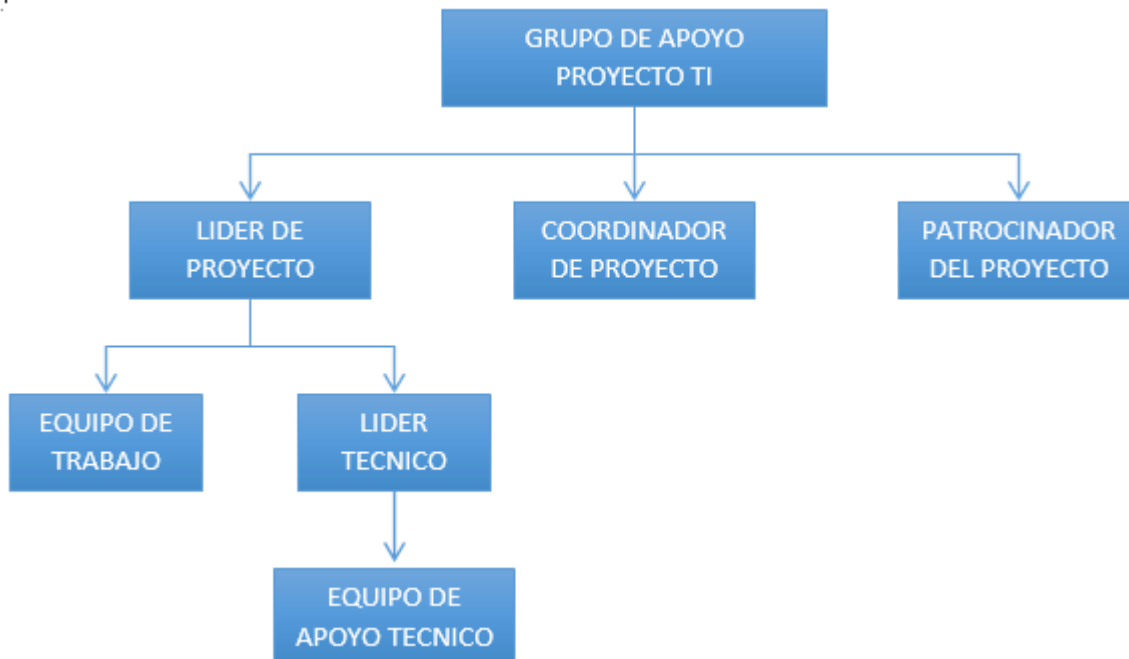 GRUPO DE APOYO
PROYECTO TI
LIDER DE
PROYECTO
COORDINADOR
DE PROYECTO
PATROCINADOR
DEL PROYECTO
EQUIPO DE
TRABAJO
LIDER
TECNICO
EQUIPO DE
APOYO TECNICO